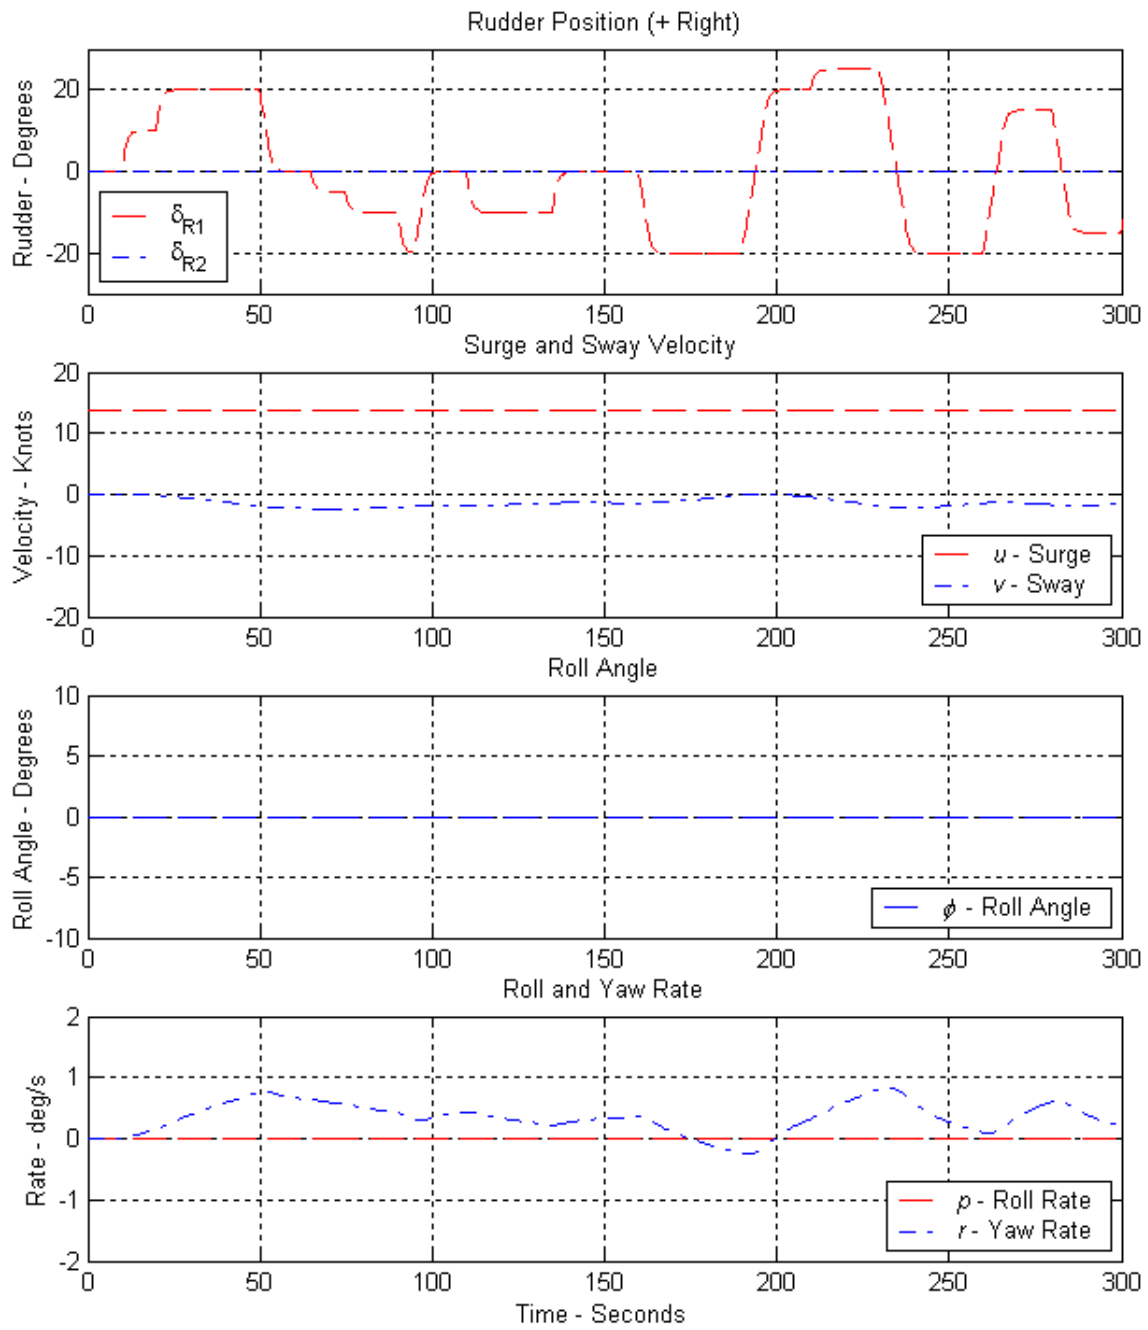 Rudder Position (+ Right)
Rudder - Degrees
20
0
-20
δR1
δR2
0 50 100 150 200 250 300
Surge and Sway Velocity
Velocity - Knots
20
10
0
-10
-20
u - Surge
v - Sway
0 50 100 150 200 250 300
Roll Angle
Roll Angle - Degrees
10
5
0
-5
-10
ϕ - Roll Angle
0 50 100 150 200 250 300
Roll and Yaw Rate
Rate - deg/s
2
1
0
-1
-2
p - Roll Rate
r - Yaw Rate
0 50 100 150 200 250 300
Time - Seconds